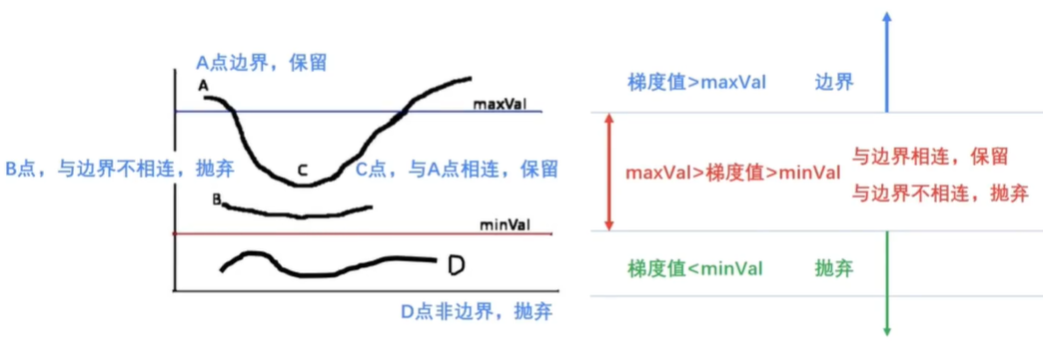 A点边界，保留
A
maxVal
B点，与边界不相连，抛弃
C
C点，与A点相连，保留
B
minVal
D
D点非边界，抛弃
梯度值>maxVal 边界
maxVal>梯度值>minVal
与边界相连，保留
与边界不相连，抛弃
梯度值<minVal 抛弃